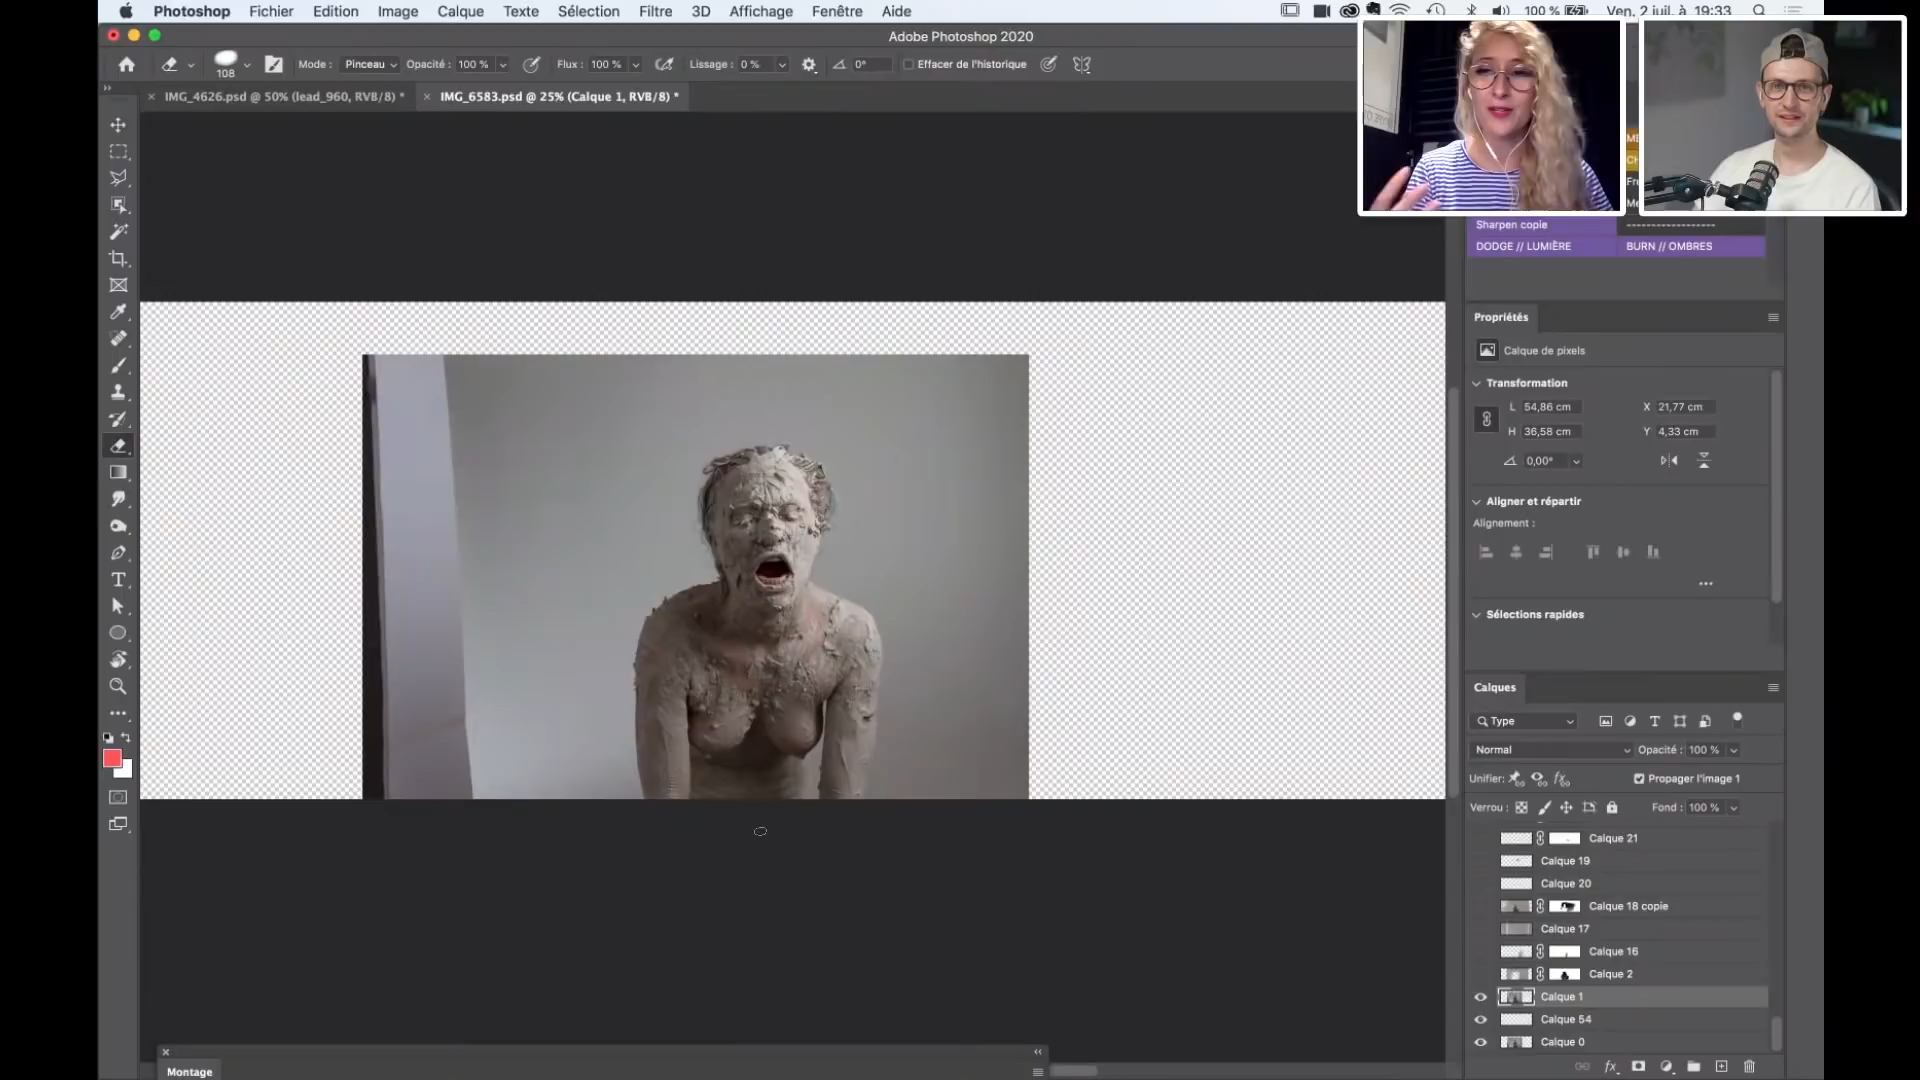 Photoshop Fichier Edition Image Calque Texte Sélection Filtre 3D Affichage Fenêtre Aide 100 % Ven. 2 juil. à 19:33
Adobe Photoshop 2020
108 Mode : Pinceau Opacité : 100 % Flux : 100 % Lissage : 0 % 0° Effacer de l'historique
IMG_4626.psd @ 50% (lead_960, RVB/8) * IMG_6583.psd @ 25% (Calque 1, RVB/8) *
Sharpen copie -------------------
DODGE // LUMIÈRE BURN // OMBRES
Propriétés
Calque de pixels
Transformation
L 54,86 cm X 21,77 cm
H 36,58 cm Y 4,33 cm
0,00°
Aligner et répartir
Alignement :
Sélections rapides
Calques
Type
Normal Opacité : 100 %
Unifier : Propager l'image 1
Verrou : Fond : 100 %
Calque 21
Calque 19
Calque 20
Calque 18 copie
Calque 17
Calque 16
Calque 2
Calque 1
Calque 54
Calque 0
Montage